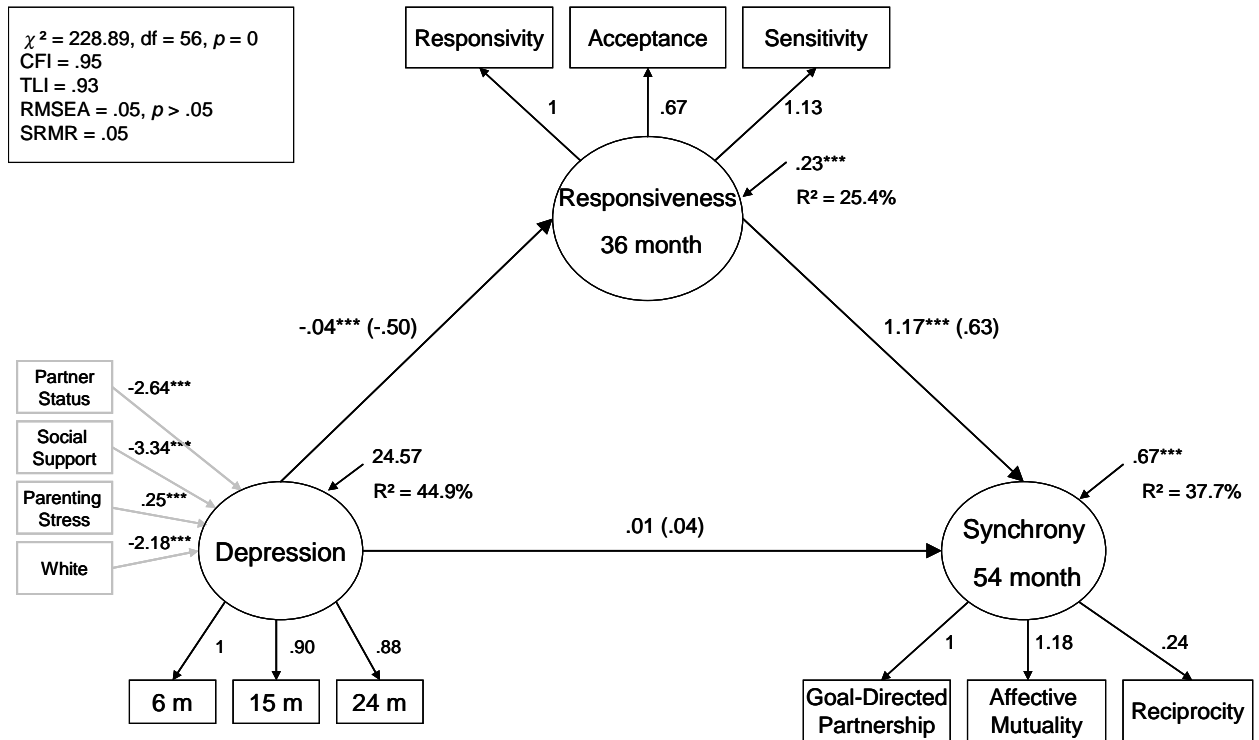 χ² = 228.89, df = 56, p = 0
CFI = .95
TLI = .93
RMSEA = .05, p > .05
SRMR = .05
Responsivity
Acceptance
Sensitivity
1
.67
1.13
Responsiveness
36 month
.23***
R² = 25.4%
-.04*** (-.50)
1.17*** (.63)
Partner
Status
-2.64***
Social
Support
-3.34***
Parenting
Stress
.25***
White
-2.18***
24.57
R² = 44.9%
Depression
.01 (.04)
.67***
R² = 37.7%
Synchrony
54 month
1
.90
.88
6 m
15 m
24 m
1
1.18
.24
Goal-Directed
Partnership
Affective
Mutuality
Reciprocity